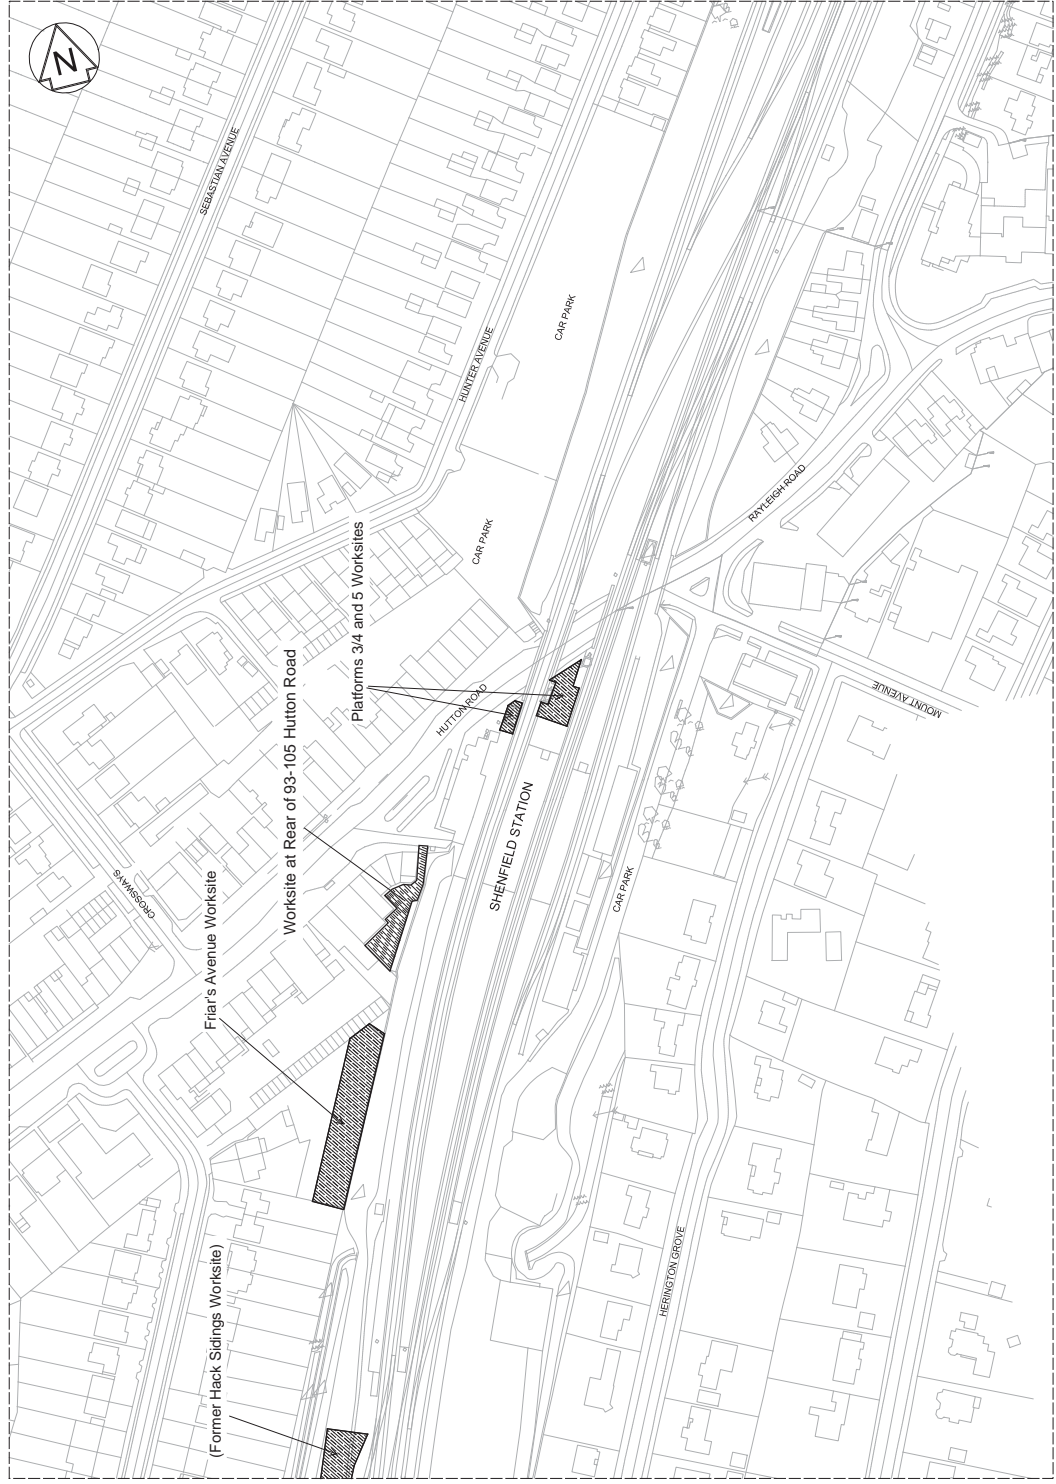 N
SEBASTIAN AVENUE
HUNTER AVENUE
CAR PARK
CAR PARK
RAYLEIGH ROAD
Platforms 3/4 and 5 Worksites
HUTTON ROAD
Worksite at Rear of 93-105 Hutton Road
MOUNT AVENUE
SHENFIELD STATION
CROSSWAYS
CAR PARK
Friar's Avenue Worksite
HERINGTON GROVE
(Former Hack Sidings Worksite)